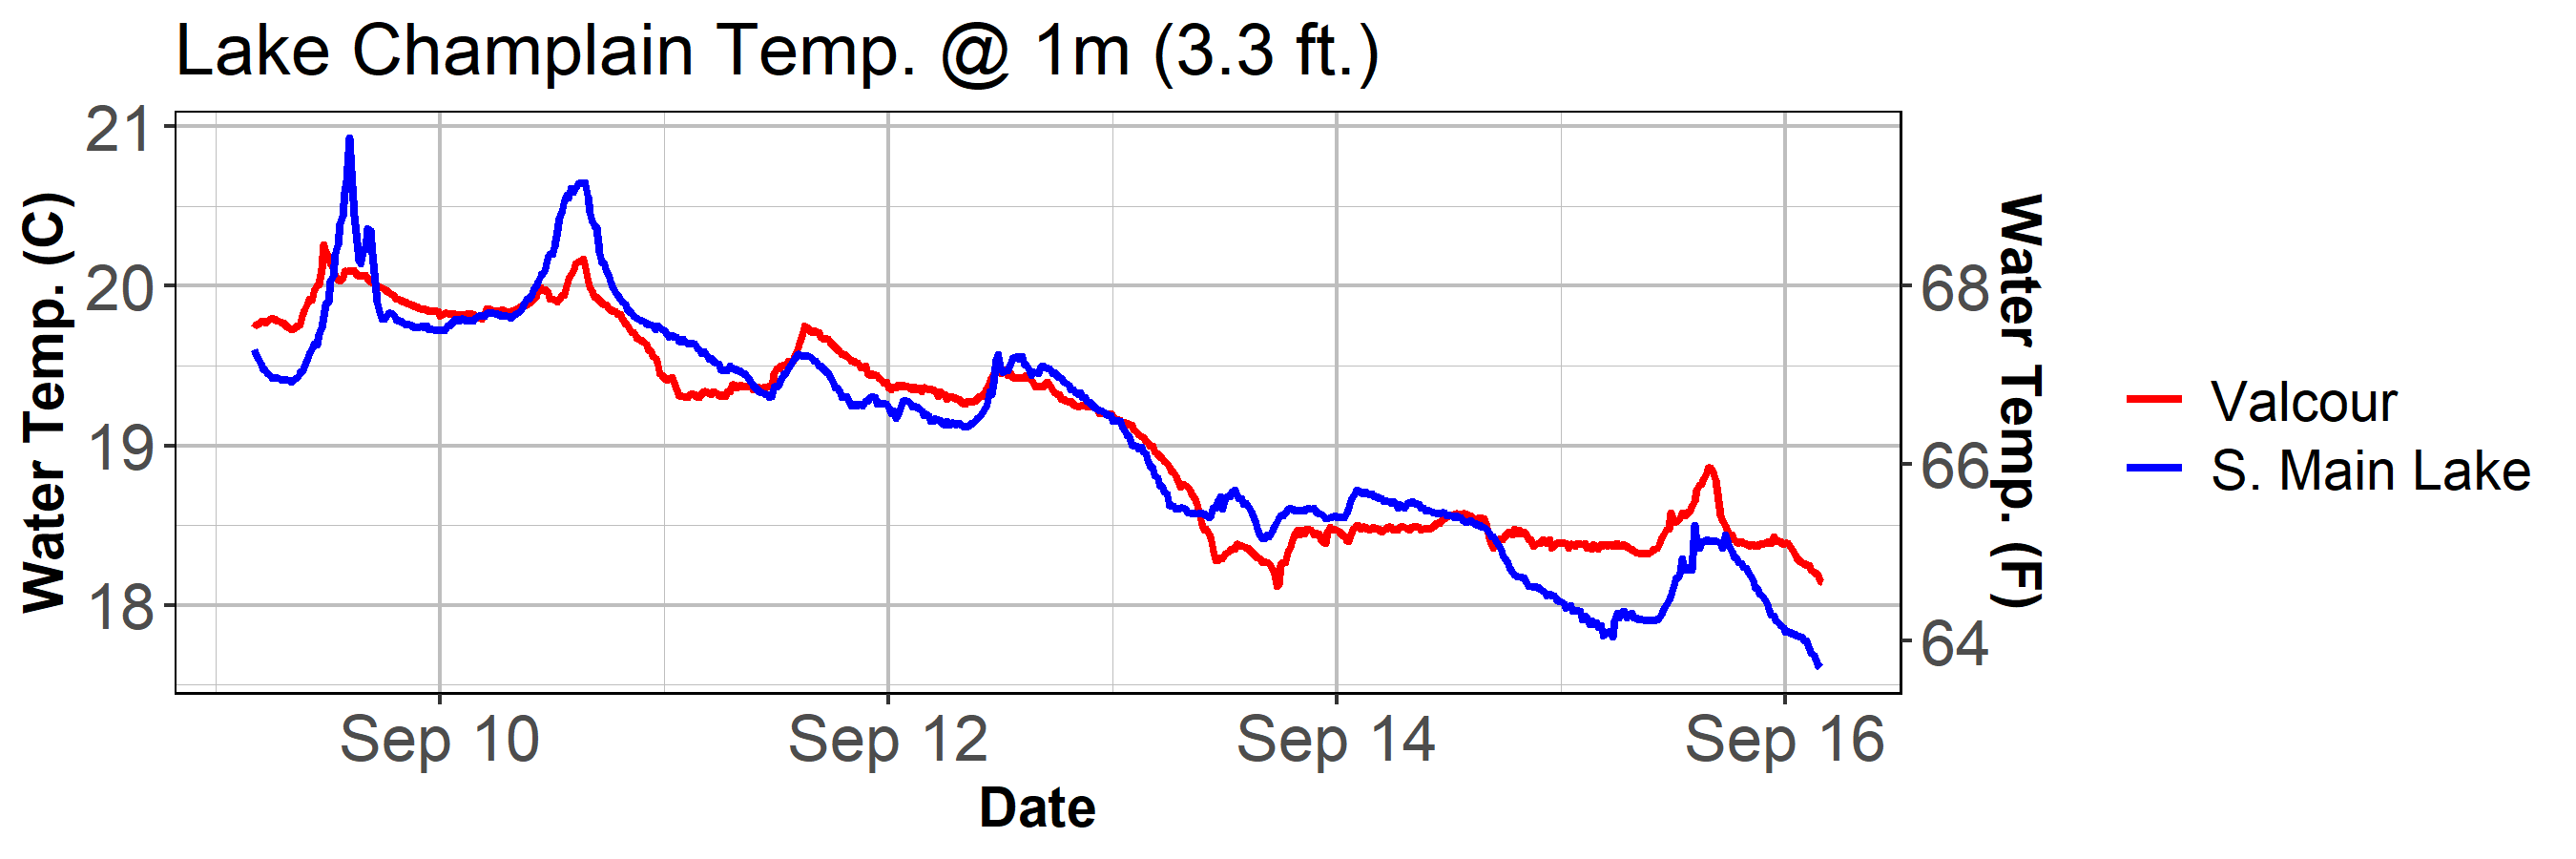 Lake Champlain Temp. @ 1m (3.3 ft.)
Water Temp. (C)
21
20
19
18
68
66
64
Water Temp. (F)
Sep 10
Sep 12
Sep 14
Sep 16
Date
Valcour
S. Main Lake